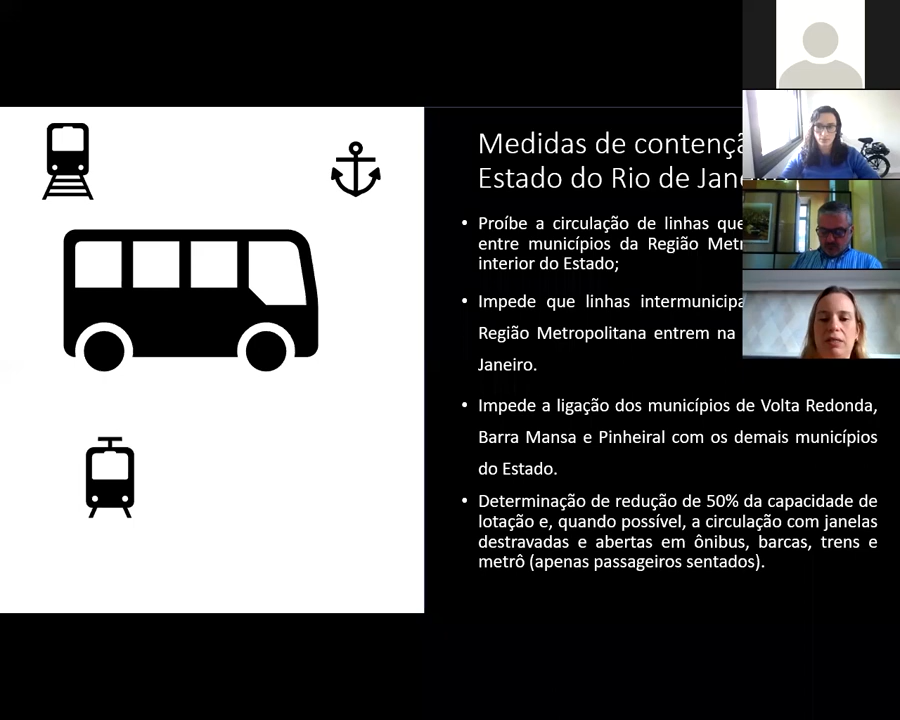 Medidas de contenç
Estado do Rio de Jane
• Proíbe a circulação de linhas que
entre municípios da Região Metr
interior do Estado;
• Impede que linhas intermunicipa
Região Metropolitana entrem na
Janeiro.
• Impede a ligação dos municípios de Volta Redonda,
Barra Mansa e Pinheiral com os demais municípios
do Estado.
• Determinação de redução de 50% da capacidade de
lotação e, quando possível, a circulação com janelas
destravadas e abertas em ônibus, barcas, trens e
metrô (apenas passageiros sentados).